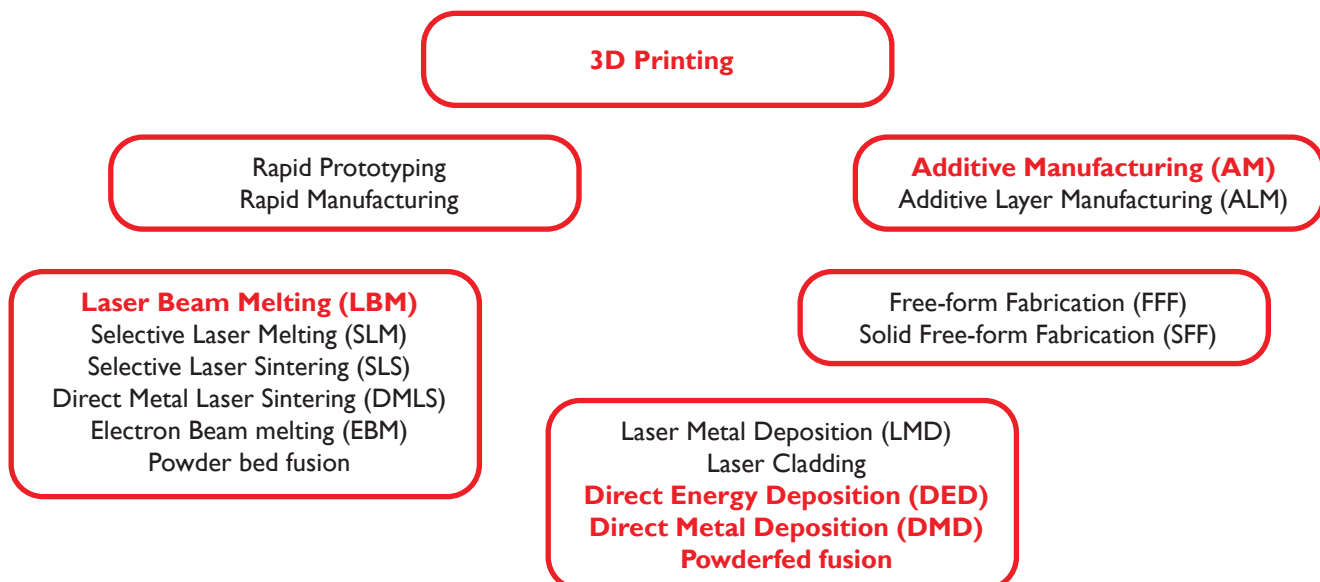 3D Printing
Rapid Prototyping
Rapid Manufacturing
Additive Manufacturing (AM)
Additive Layer Manufacturing (ALM)
Laser Beam Melting (LBM)
Selective Laser Melting (SLM)
Selective Laser Sintering (SLS)
Direct Metal Laser Sintering (DMLS)
Electron Beam melting (EBM)
Powder bed fusion
Free-form Fabrication (FFF)
Solid Free-form Fabrication (SFF)
Laser Metal Deposition (LMD)
Laser Cladding
Direct Energy Deposition (DED)
Direct Metal Deposition (DMD)
Powderfed fusion